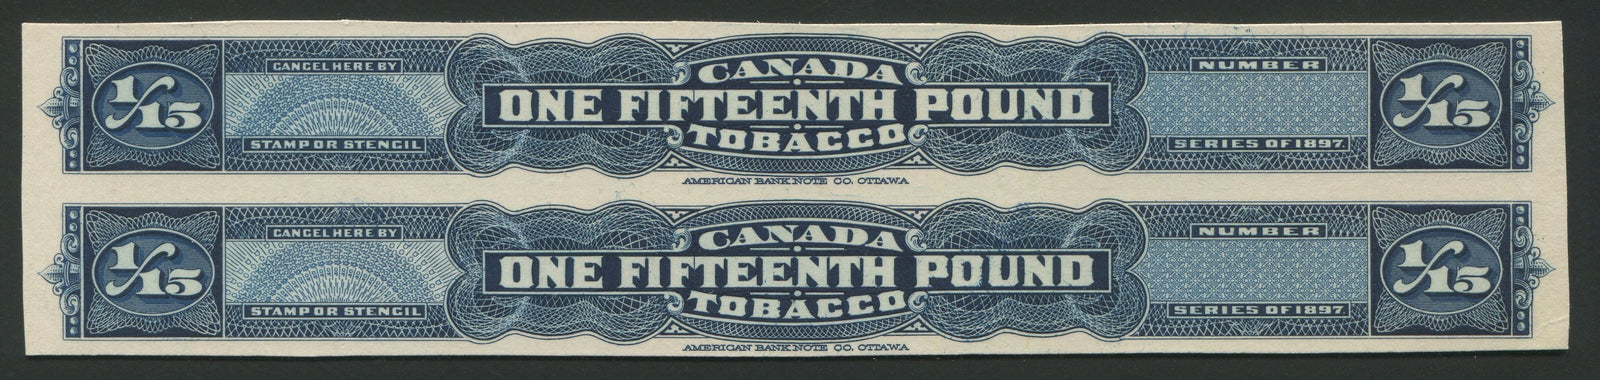 1/15
CANCEL HERE BY
STAMP OR STENCIL
CANADA
ONE FIFTEENTH POUND
TOBACCO
NUMBER
SERIES OF 1897.
1/15
AMERICAN BANK NOTE CO. OTTAWA
1/15
CANCEL HERE BY
STAMP OR STENCIL
CANADA
ONE FIFTEENTH POUND
TOBACCO
NUMBER
SERIES OF 1897.
1/15
AMERICAN BANK NOTE CO. OTTAWA